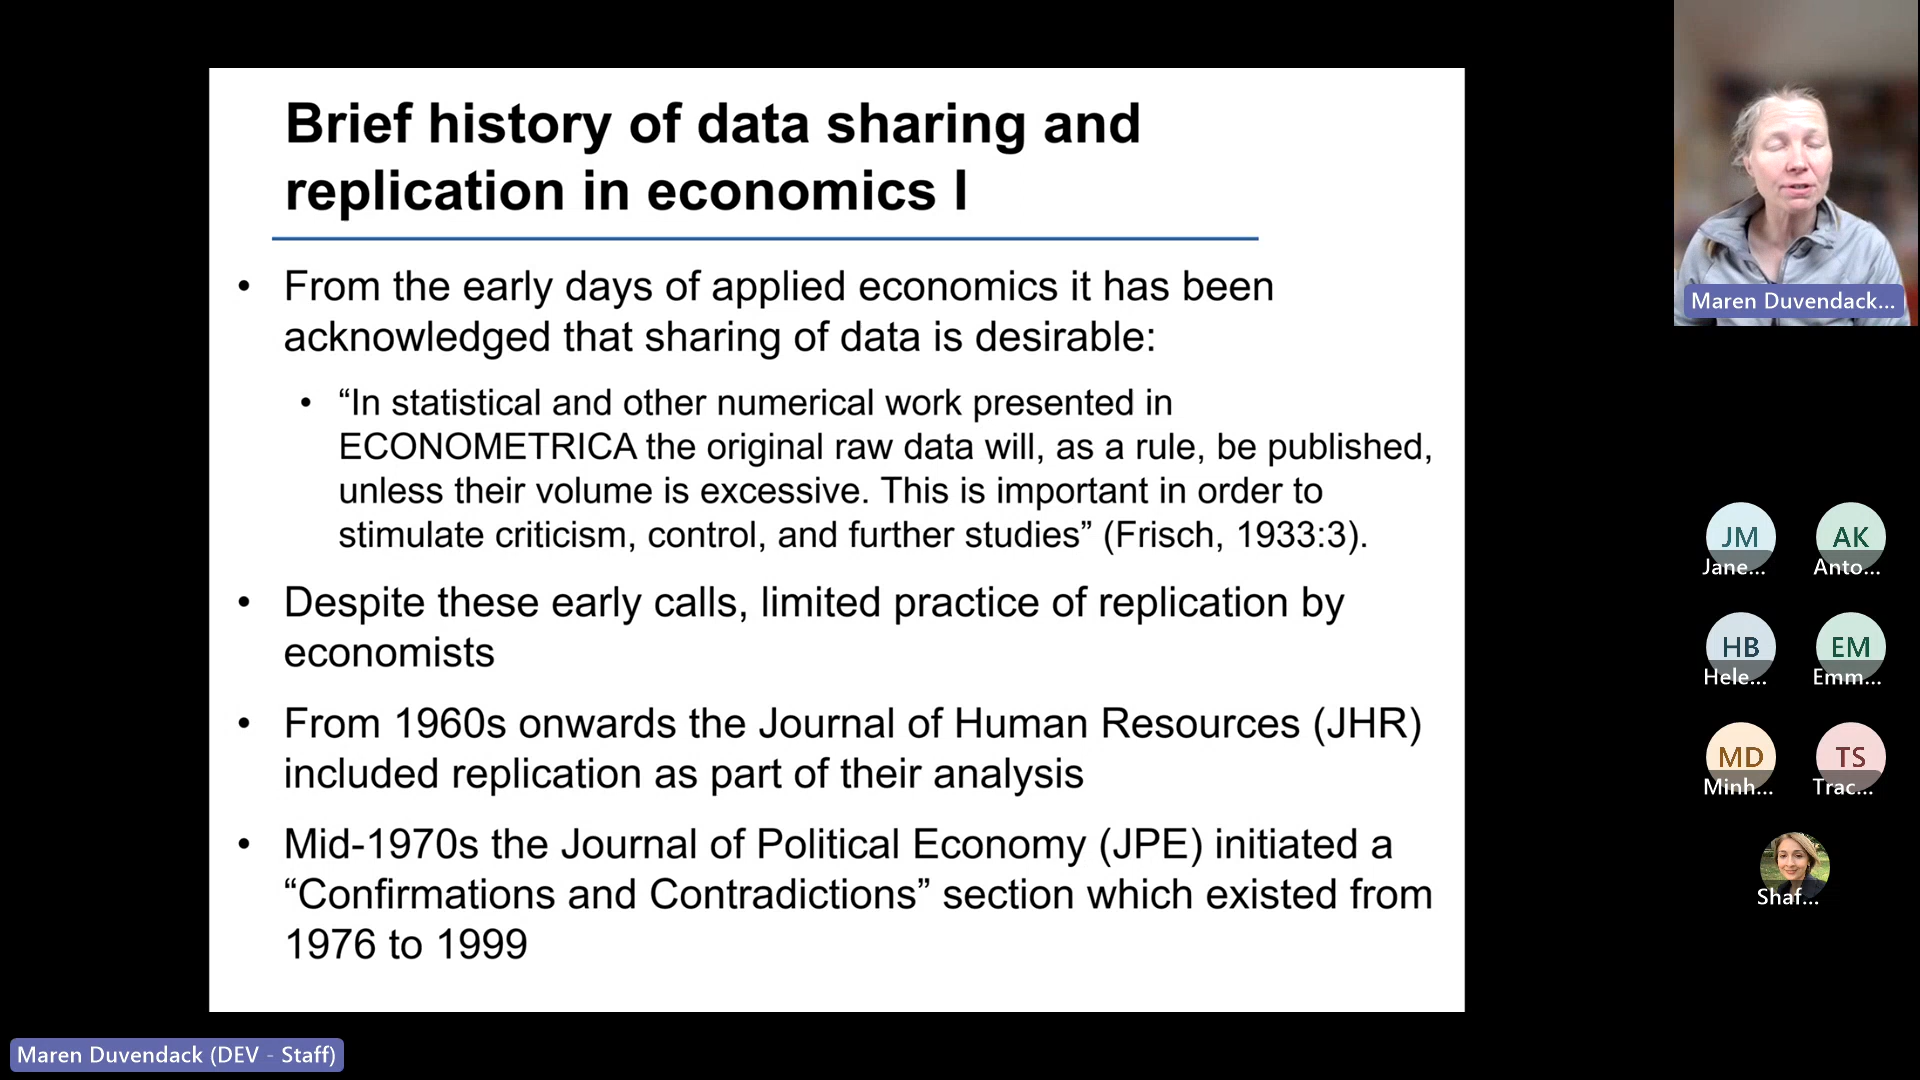 Brief history of data sharing and
replication in economics I
• From the early days of applied economics it has been
acknowledged that sharing of data is desirable:
• “In statistical and other numerical work presented in
ECONOMETRICA the original raw data will, as a rule, be published,
unless their volume is excessive. This is important in order to
stimulate criticism, control, and further studies” (Frisch, 1933:3).
• Despite these early calls, limited practice of replication by
economists
• From 1960s onwards the Journal of Human Resources (JHR)
included replication as part of their analysis
• Mid-1970s the Journal of Political Economy (JPE) initiated a
“Confirmations and Contradictions” section which existed from
1976 to 1999
Maren Duvendack...
JM
Jane...
AK
Anto...
HB
Hele...
EM
Emm...
MD
Minh...
TS
Trac...
Shaf...
Maren Duvendack (DEV - Staff)